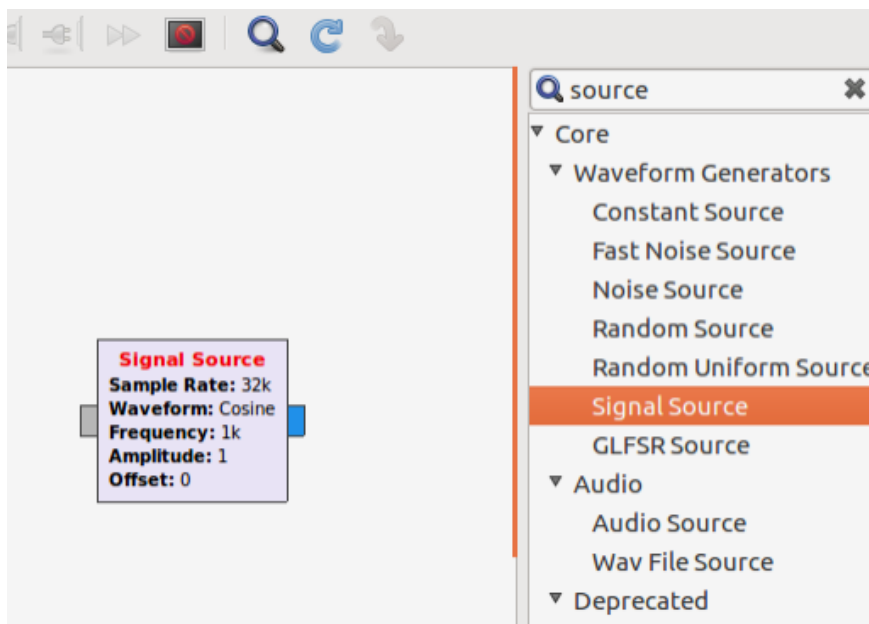 source
Core
Waveform Generators
Constant Source
Fast Noise Source
Noise Source
Random Source
Random Uniform Source
Signal Source
GLFSR Source
Audio
Audio Source
Wav File Source
Deprecated
Signal Source
Sample Rate: 32k
Waveform: Cosine
Frequency: 1k
Amplitude: 1
Offset: 0